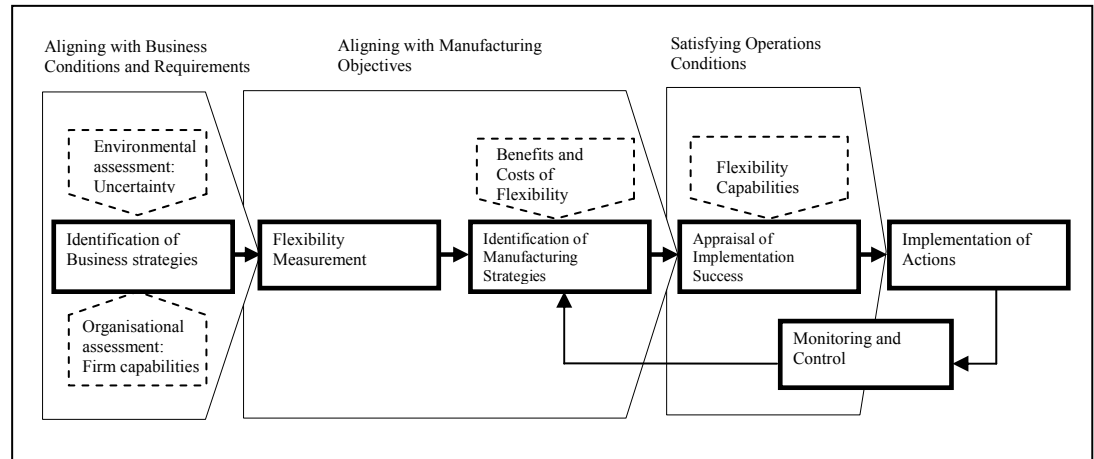 Aligning with Business
Conditions and Requirements
Aligning with Manufacturing
Objectives
Satisfying Operations
Conditions
Environmental
assessment:
Uncertainty
Benefits and
Costs of
Flexibility
Flexibility
Capabilities
Identification of
Business strategies
Flexibility
Measurement
Identification of
Manufacturing
Strategies
Appraisal of
Implementation
Success
Implementation of
Actions
Organisational
assessment:
Firm capabilities
Monitoring and
Control